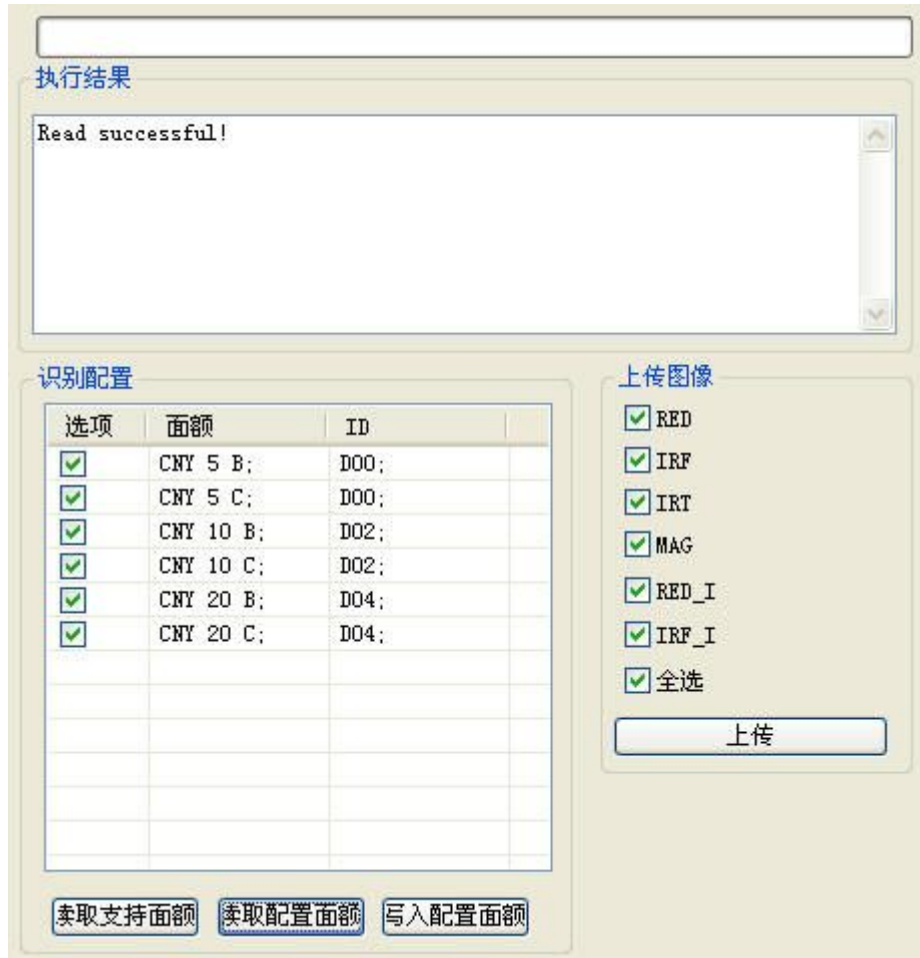 执行结果
Read successful!
识别配置
选项 面额 ID
CNY 5 B; D00;
CNY 5 C; D00;
CNY 10 B; D02;
CNY 10 C; D02;
CNY 20 B; D04;
CNY 20 C; D04;
读取支持面额 读取配置面额 写入配置面额
上传图像
RED
IRF
IRT
MAG
RED_I
IRF_I
全选
上传